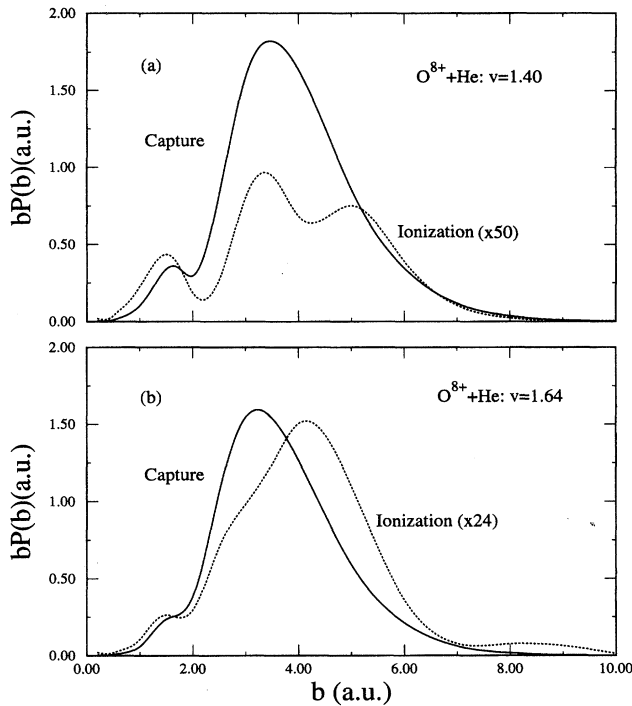 2.00
(a)
O8++He: v=1.40
1.50
Capture
bP(b)(a.u.)
1.00
Ionization (x50)
0.50
0.00
2.00
(b)
O8++He: v=1.64
1.50
Capture
bP(b)(a.u.)
1.00
Ionization (x24)
0.50
0.00
0.00 2.00 4.00 6.00 8.00 10.00
b (a.u.)